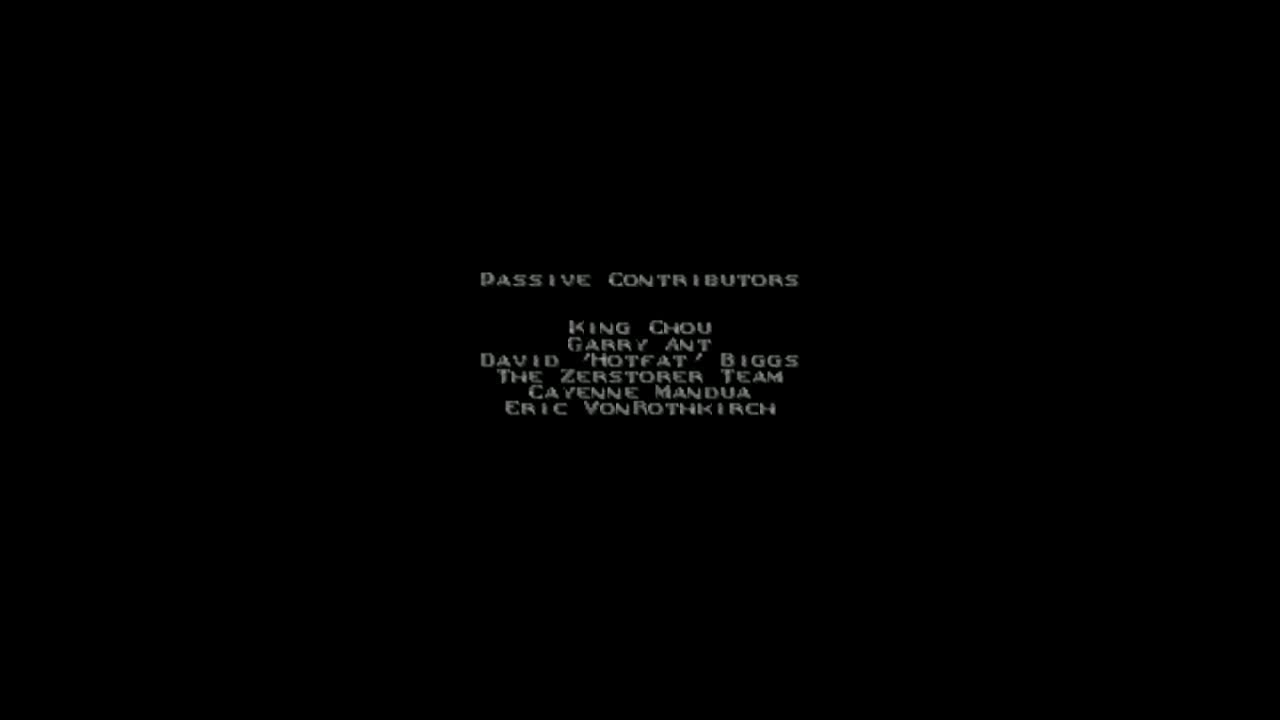 Passive Contributors
King Chou
Garry Ant
David 'Hotfat' Biggs
The Zerstorer Team
Cayenne Mandua
Eric VonRothkirch